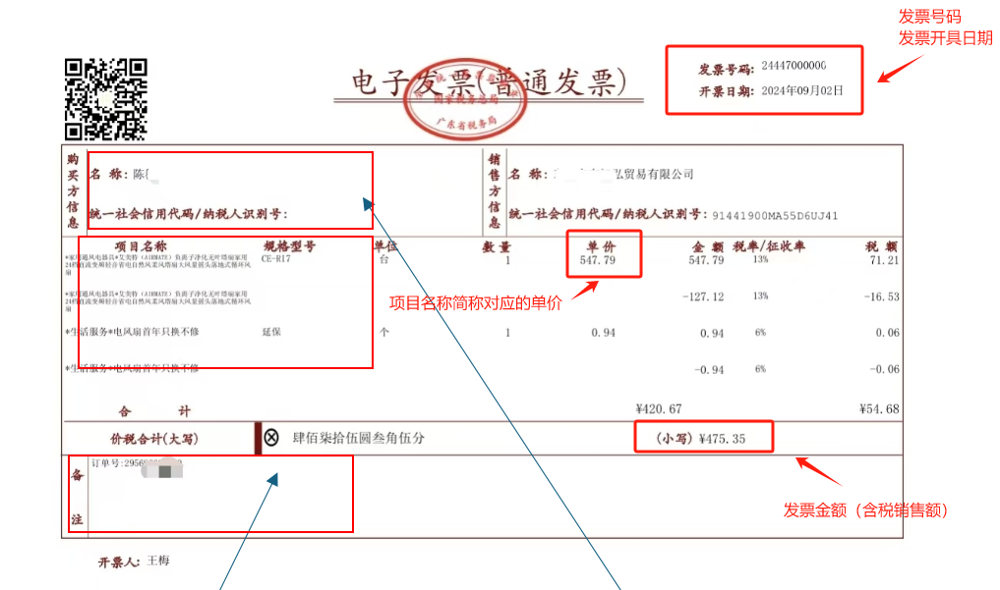 发票号码
发票开具日期
电子发票(普通发票)
国家税务总局
广东省税务局
发票号码: 24447000000
开票日期: 2024年09月02日
购买方信息
名 称: 陈
统一社会信用代码/纳税人识别号:
销售方信息
名 称: 弘贸易有限公司
统一社会信用代码/纳税人识别号: 91441900MA55D6UJ41
项目名称 规格型号 单位 数量 单价 金额 税率/征收率 税额
*家用通风电器具*艾美特(AIRMATE)负离子净化无叶塔扇家用 CE-R17 台 1 547.79 547.79 13% 71.21
24档直流变频轻音省电自然风柔风塔扇大风量摇头落地式循环风
扇
*家用通风电器具*艾美特(AIRMATE)负离子净化无叶塔扇家用 -127.12 13% -16.53
24档直流变频轻音省电自然风柔风塔扇大风量摇头落地式循环风
扇
项目名称简称对应的单价
*生活服务*电风扇首年只换不修 延保 个 1 0.94 0.94 6% 0.06
*生活服务*电风扇首年只换不修 -0.94 6% -0.06
合 计 ¥420.67 ¥54.68
价税合计(大写) ⊗ 肆佰柒拾伍圆叁角伍分 (小写) ¥475.35
备注
订单号:2956
发票金额（含税销售额）
开票人: 王梅